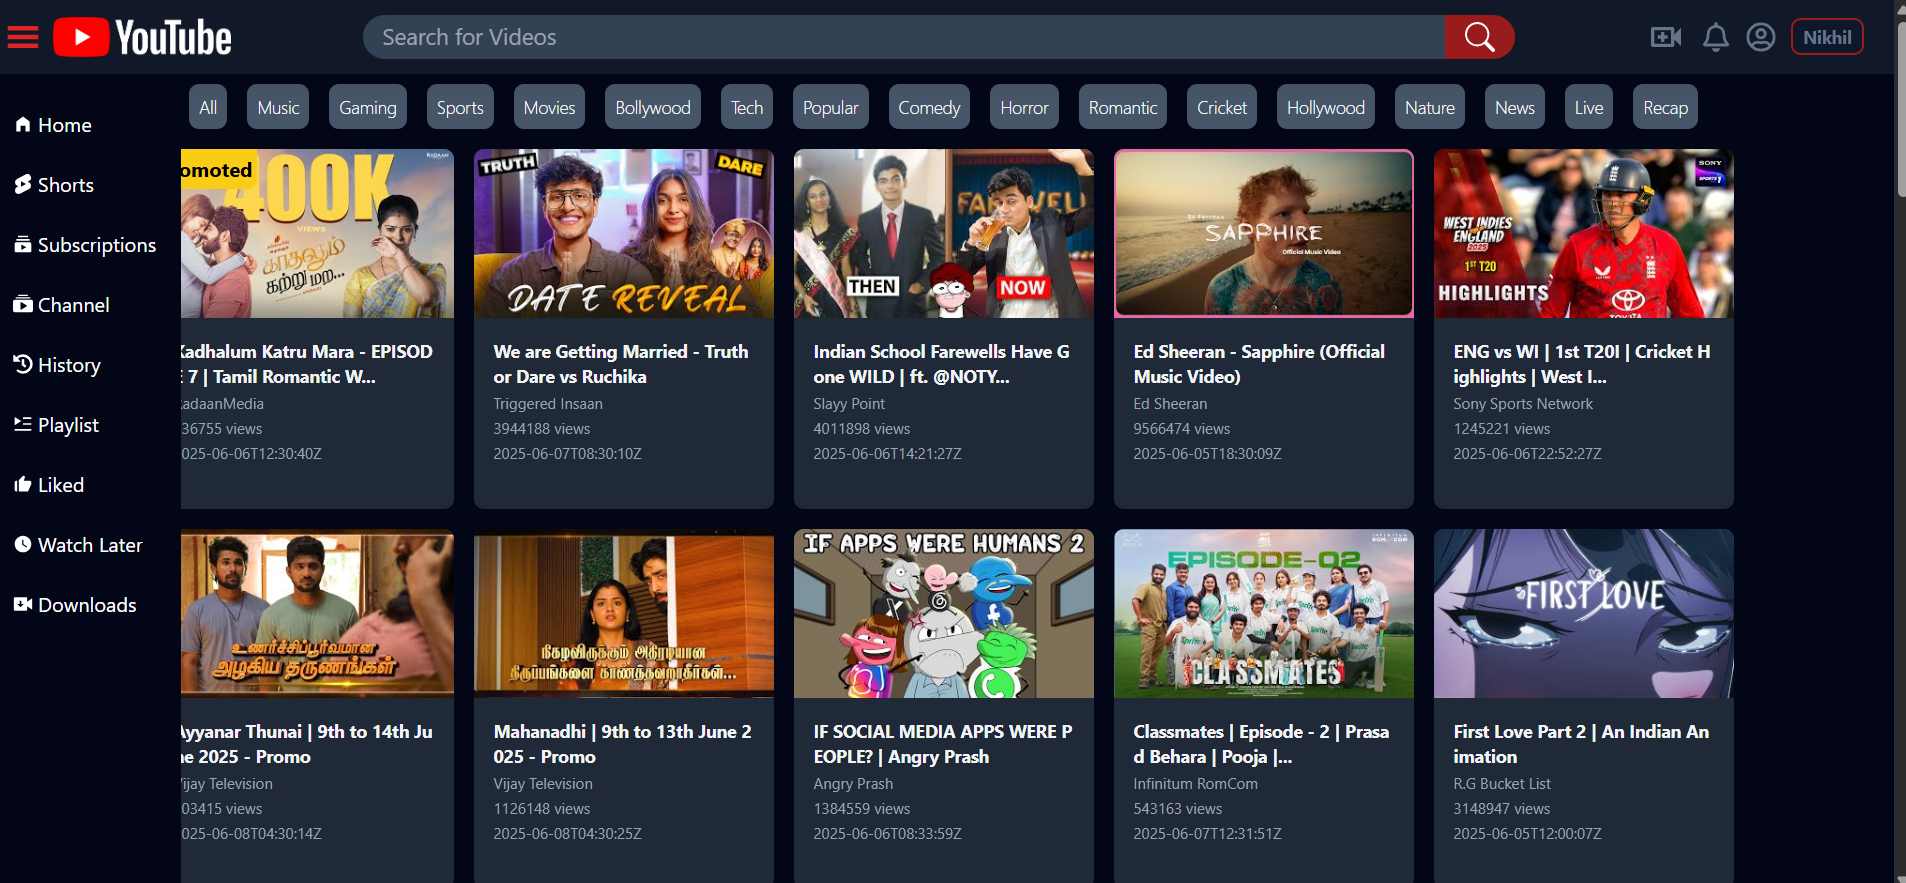 YouTube
Search for Videos
Nikhil
All
Music
Gaming
Sports
Movies
Bollywood
Tech
Popular
Comedy
Horror
Romantic
Cricket
Hollywood
Nature
News
Live
Recap
Home
Shorts
Subscriptions
Channel
History
Playlist
Liked
Watch Later
Downloads
omoted
RADAAN
400K
VIEWS
காதலும்
கற்று மற...
Kadhalum Katru Mara - EPISOD
E 7 | Tamil Romantic W...
RadaanMedia
36755 views
025-06-06T12:30:40Z
TRUTH
DARE
DATE REVEAL
We are Getting Married - Truth
or Dare vs Ruchika
Triggered Insaan
3944188 views
2025-06-07T08:30:10Z
FAREWELL
THEN
NOW
Indian School Farewells Have G
one WILD | ft. @NOTY...
Slayy Point
4011898 views
2025-06-06T14:21:27Z
Ed Sheeran
SAPPHIRE
Official Music Video
Ed Sheeran - Sapphire (Official
Music Video)
Ed Sheeran
9566474 views
2025-06-05T18:30:09Z
SONY
SPORTS 1
WEST INDIES
ENGLAND
2025
1ST T20
HIGHLIGHTS
TOYOTA
ENG vs WI | 1st T20I | Cricket H
ighlights | West I...
Sony Sports Network
1245221 views
2025-06-06T22:52:27Z
உணர்ச்சிப்பூர்வமான
அழகிய தருணங்கள்
Ayyanar Thunai | 9th to 14th Ju
ne 2025 - Promo
Vijay Television
03415 views
025-06-08T04:30:14Z
நிகழவிருக்கும் அதிரடியான
திருப்பங்களை காணத்தவறாதீர்கள்...
Mahanadhi | 9th to 13th June 2
025 - Promo
Vijay Television
1126148 views
2025-06-08T04:30:25Z
IF APPS WERE HUMANS 2
IF SOCIAL MEDIA APPS WERE P
EOPLE? | Angry Prash
Angry Prash
1384559 views
2025-06-06T08:33:59Z
INFINITUM
ROMCOM
EPISODE-02
Sprite
CLASSMATES
Classmates | Episode - 2 | Prasa
d Behara | Pooja |...
Infinitum RomCom
543163 views
2025-06-07T12:31:51Z
FIRST LOVE
First Love Part 2 | An Indian An
imation
R.G Bucket List
3148947 views
2025-06-05T12:00:07Z